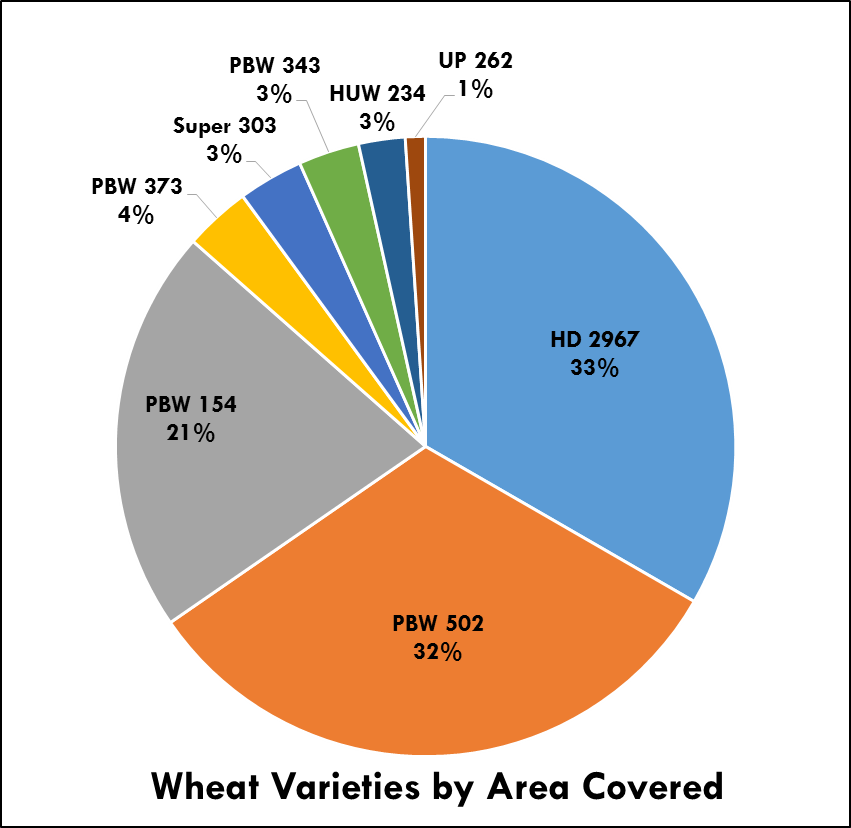 UP 262
1%
PBW 343
3%
HUW 234
3%
Super 303
3%
PBW 373
4%
HD 2967
33%
PBW 154
21%
PBW 502
32%
Wheat Varieties by Area Covered